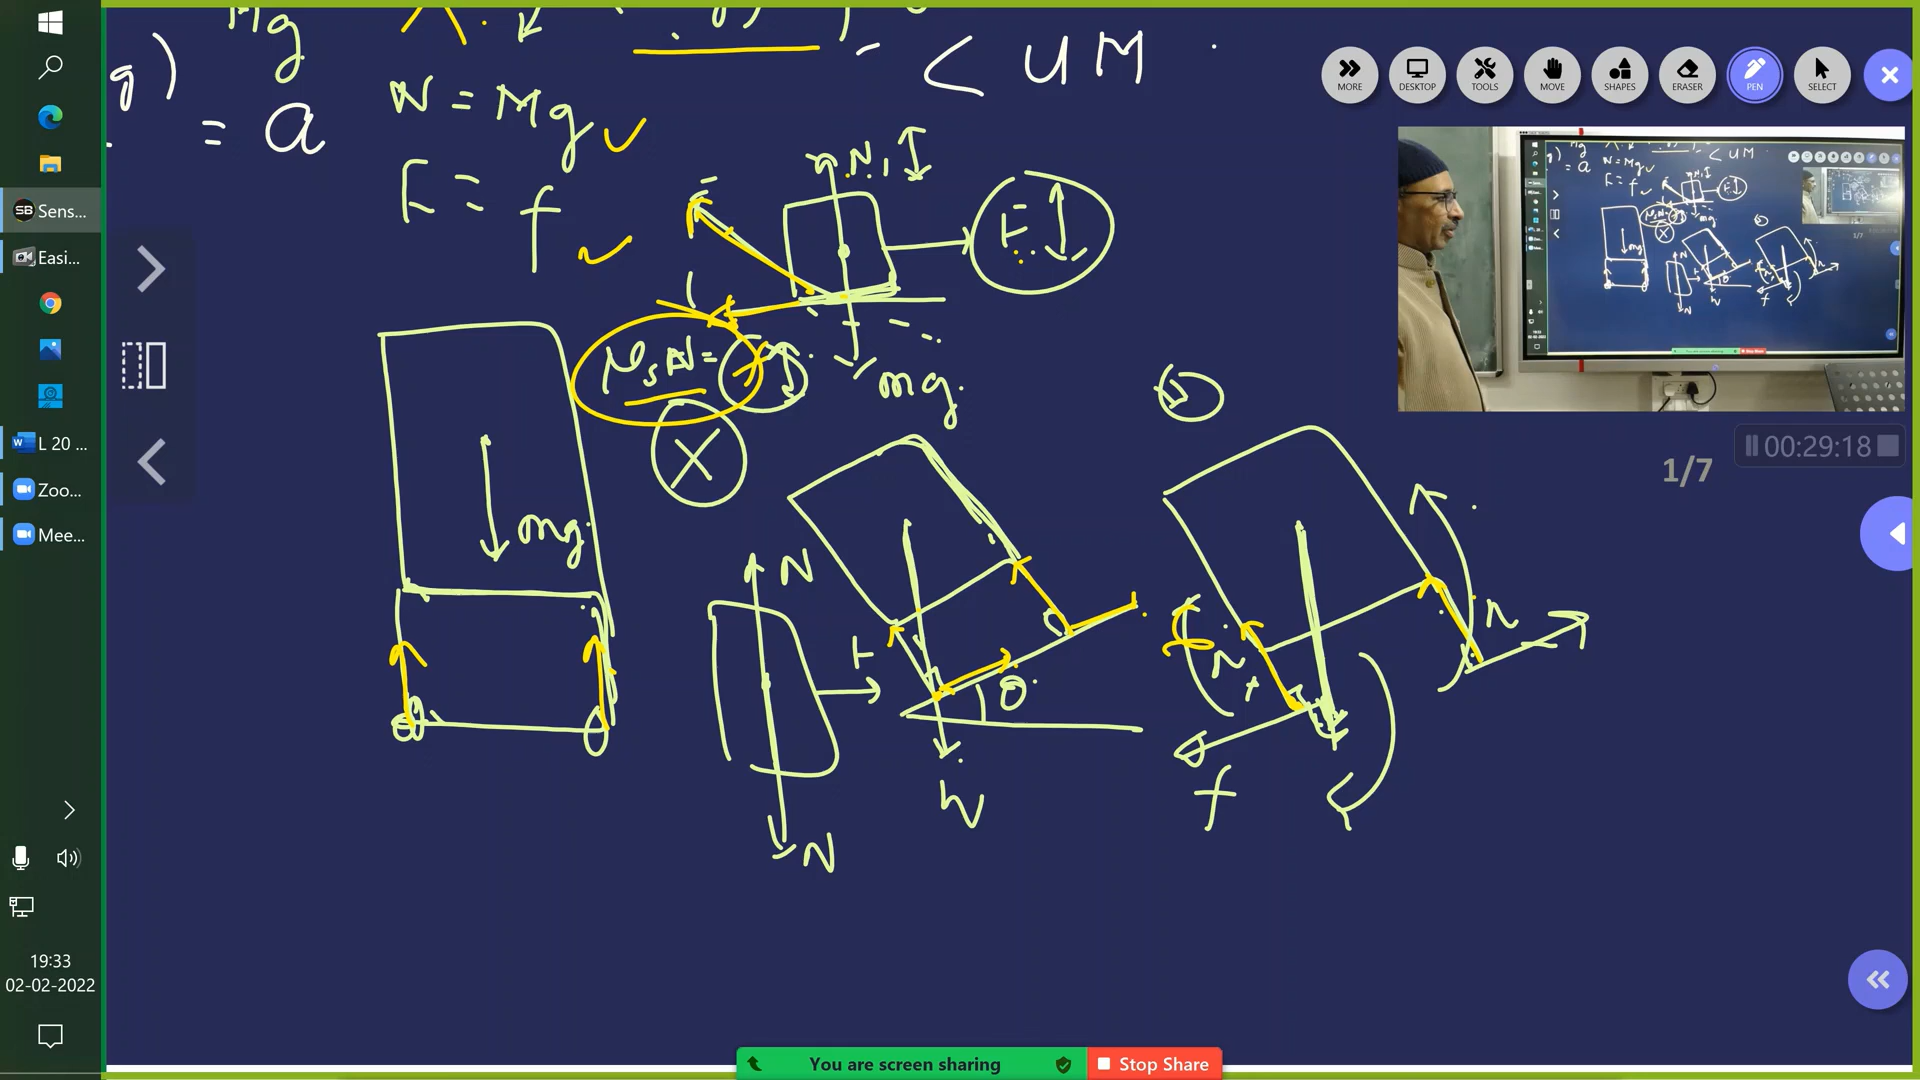 Mg
g)
= a
< UM
N = Mg
F = f
N
F
μsN = f
mg
mg
N
F
N
θ
W
N
N
f
MORE
DESKTOP
TOOLS
MOVE
SHAPES
ERASER
PEN
SELECT
00:29:18
1/7
Sens...
Easi...
L 20 ...
Zoo...
Mee...
19:33
02-02-2022
You are screen sharing
Stop Share